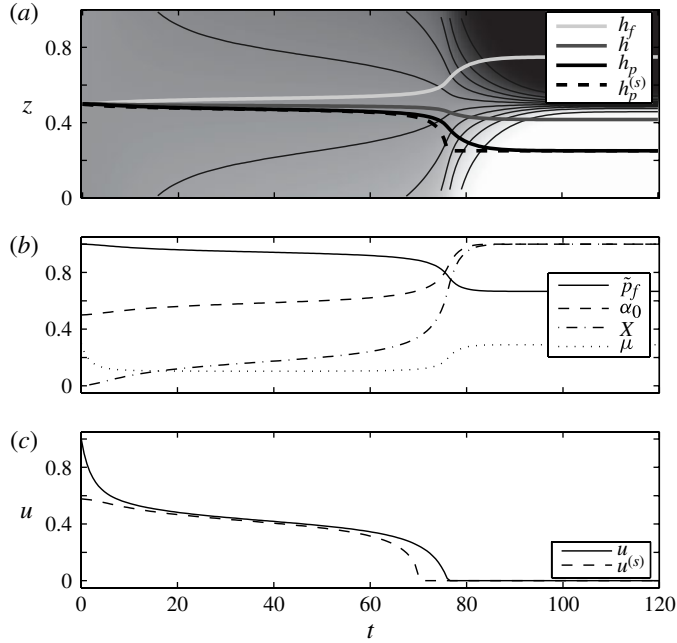 (a)
0.8
z
0.4
0
h_f
h
h_p
h_p^{(s)}
(b)
0.8
0.4
0
p̃_f
α_0
X
μ
(c)
0.8
u
0.4
0
u
u^{(s)}
0 20 40 60 80 100 120
t